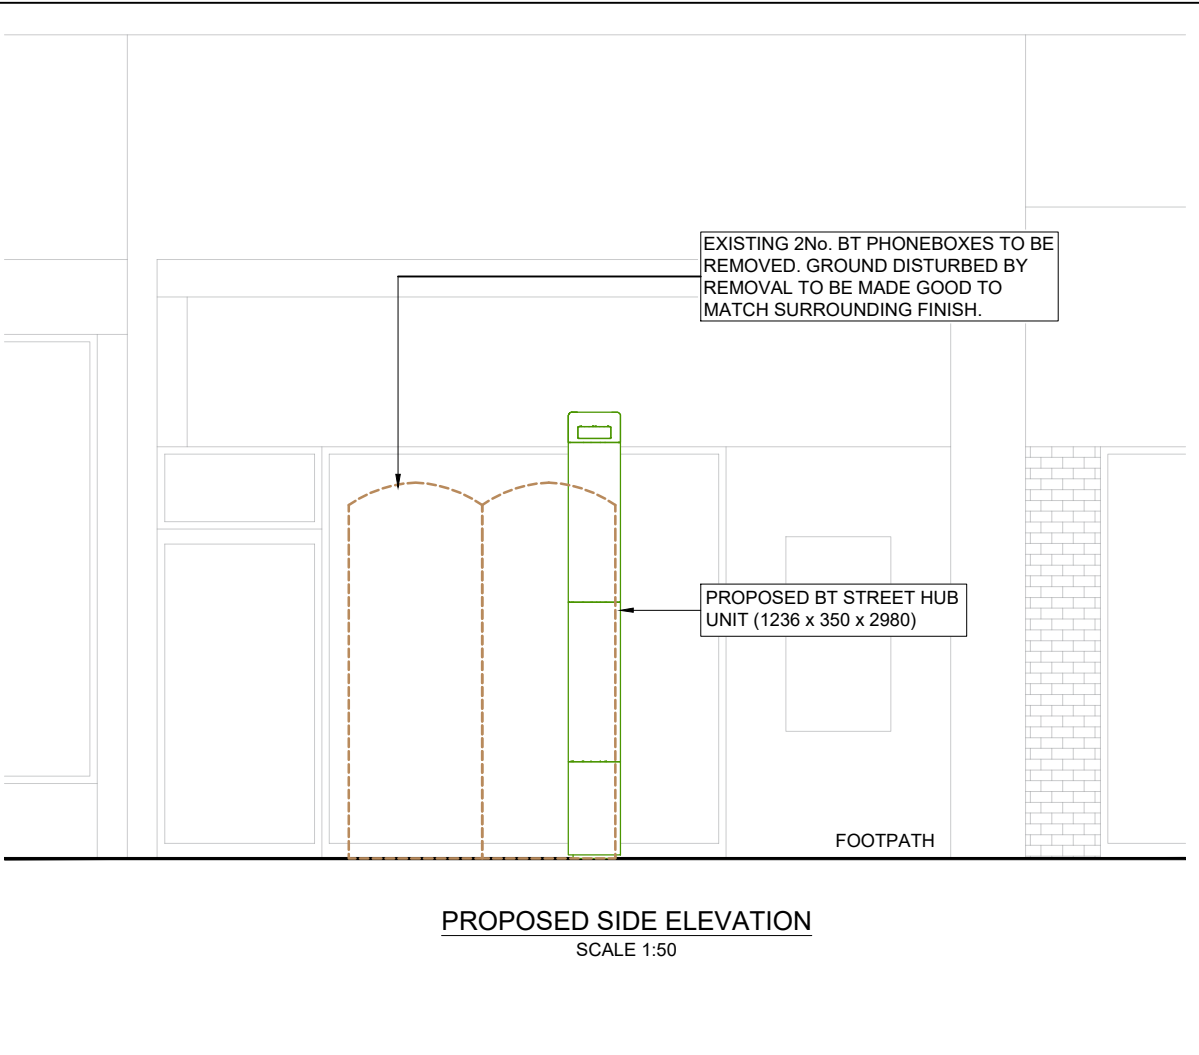 EXISTING 2No. BT PHONEBOXES TO BE
REMOVED. GROUND DISTURBED BY
REMOVAL TO BE MADE GOOD TO
MATCH SURROUNDING FINISH.
PROPOSED BT STREET HUB
UNIT (1236 x 350 x 2980)
FOOTPATH
PROPOSED SIDE ELEVATION
SCALE 1:50